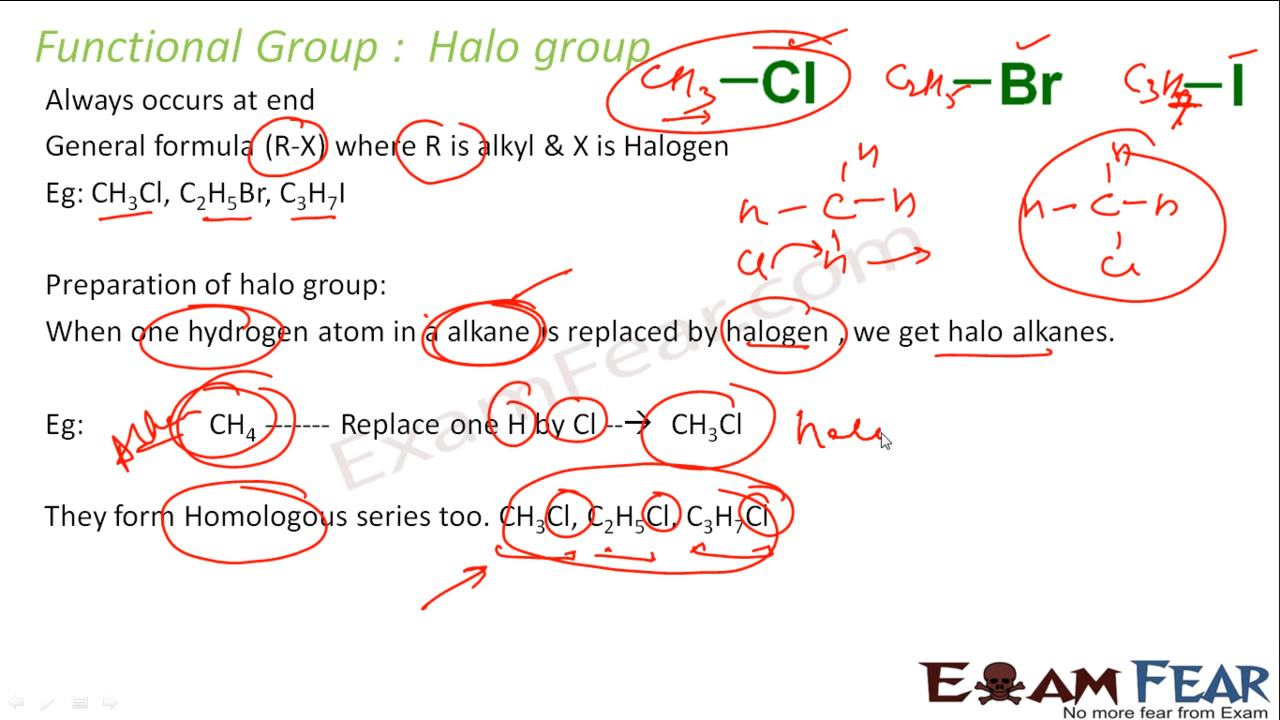 Functional Group : Halo group
CH3 –Cl C2H5 –Br C3H7 –I
Always occurs at end
General formula (R-X) where R is alkyl & X is Halogen
Eg: CH₃Cl, C₂H₅Br, C₃H₇I
H H
H – C – H H – C – H
Cl H → Cl
Preparation of halo group:
When one hydrogen atom in a alkane is replaced by halogen , we get halo alkanes.
Eg: CH₄ ------- Replace one H by Cl --→ CH₃Cl halo
They form Homologous series too. CH₃Cl, C₂H₅Cl, C₃H₇Cl
ExamFear.com
EXAM FEAR
No more fear from Exam